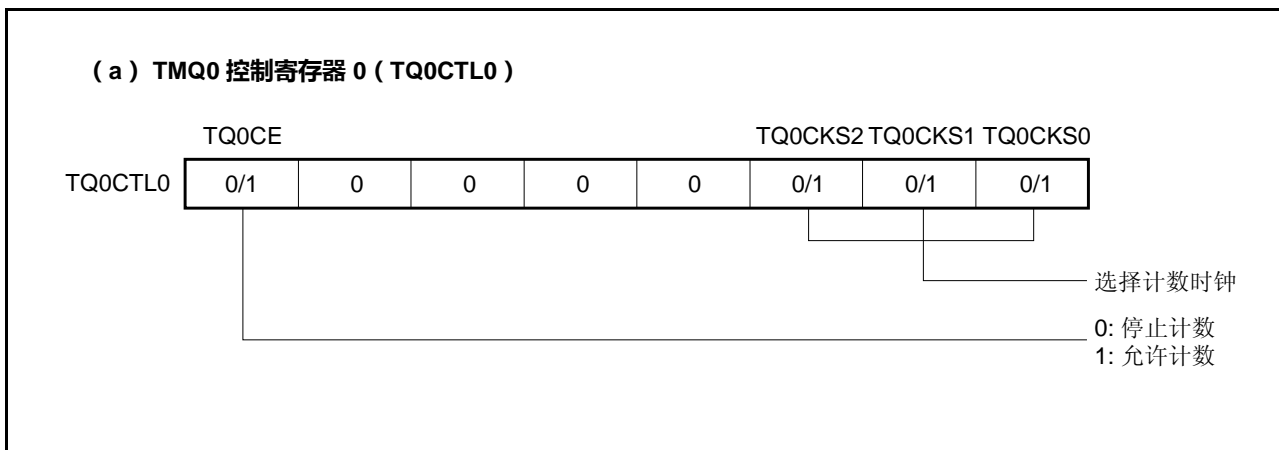 （a）TMQ0 控制寄存器 0（TQ0CTL0）
TQ0CE TQ0CKS2 TQ0CKS1 TQ0CKS0
TQ0CTL0 0/1 0 0 0 0 0/1 0/1 0/1
选择计数时钟
0: 停止计数
1: 允许计数